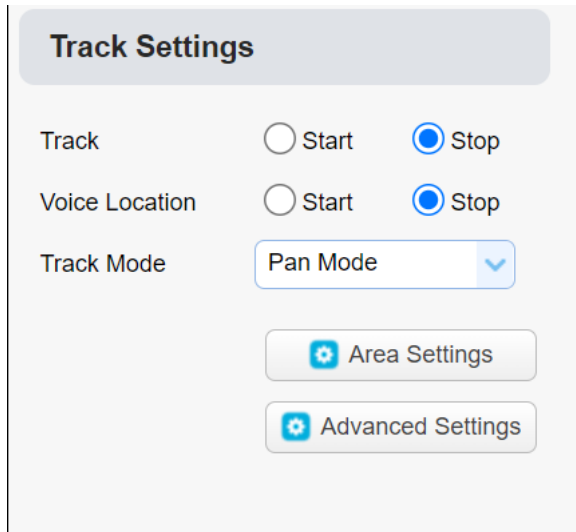 Track Settings
Track Start Stop
Voice Location Start Stop
Track Mode Pan Mode
Area Settings
Advanced Settings